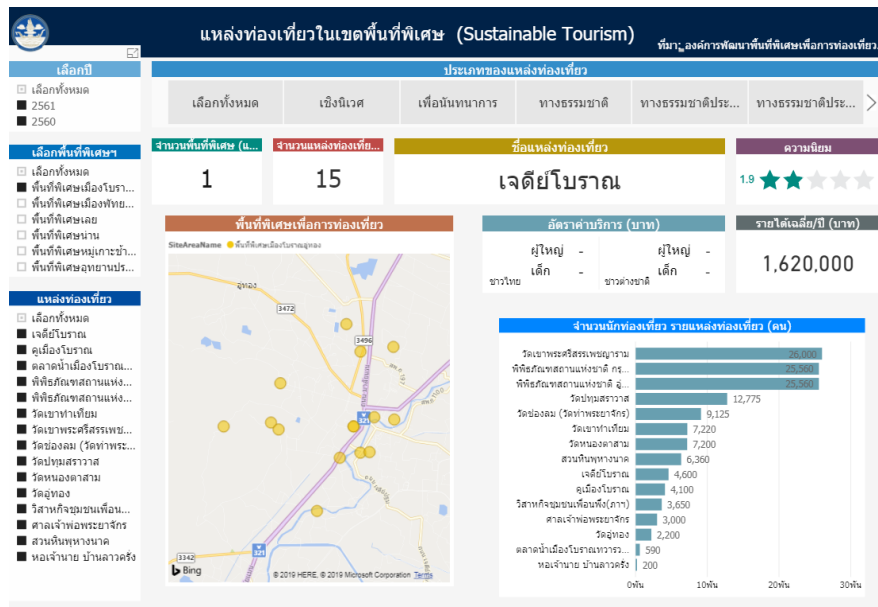 แหล่งท่องเที่ยวในเขตพื้นที่พิเศษ (Sustainable Tourism)
ที่มา: องค์การพัฒนาพื้นที่พิเศษเพื่อการท่องเที่ยว
เลือกปี
เลือกทั้งหมด
2561
2560
ประเภทของแหล่งท่องเที่ยว
เลือกทั้งหมด
เชิงนิเวศ
เพื่อนันทนาการ
ทางธรรมชาติ
ทางธรรมชาติประ...
ทางธรรมชาติประ...
เลือกพื้นที่พิเศษฯ
เลือกทั้งหมด
พื้นที่พิเศษเมืองโบรา...
พื้นที่พิเศษเมืองพัทย...
พื้นที่พิเศษเลย
พื้นที่พิเศษน่าน
พื้นที่พิเศษหมู่เกาะช้า...
พื้นที่พิเศษอุทยานปร...
จำนวนพื้นที่พิเศษ (แ...
1
จำนวนแหล่งท่องเที่ย...
15
ชื่อแหล่งท่องเที่ยว
เจดีย์โบราณ
ความนิยม
1.9
แหล่งท่องเที่ยว
เลือกทั้งหมด
เจดีย์โบราณ
คูเมืองโบราณ
ตลาดน้ำเมืองโบราณ...
พิพิธภัณฑสถานแห่ง...
พิพิธภัณฑสถานแห่ง...
วัดเขาทำเทียม
วัดเขาพระศรีสรรเพช...
วัดช่องลม (วัดท่าพระ...
วัดปทุมสราวาส
วัดหนองตาสาม
วัดอู่ทอง
วิสาหกิจชุมชนเพื่อน...
ศาลเจ้าพ่อพระยาจักร
สวนหินพุหางนาค
หอเจ้านาย บ้านลาวครั่ง
พื้นที่พิเศษเพื่อการท่องเที่ยว
SiteAreaName พื้นที่พิเศษเมืองโบราณอู่ทอง
อู่ทอง
3472
3496
321
321
3342
Bing
© 2019 HERE, © 2019 Microsoft Corporation Terms
อัตราค่าบริการ (บาท)
ชาวไทย
ผู้ใหญ่ -
เด็ก -
ชาวต่างชาติ
ผู้ใหญ่ -
เด็ก -
รายได้เฉลี่ย/ปี (บาท)
1,620,000
จำนวนนักท่องเที่ยว รายแหล่งท่องเที่ยว (คน)
วัดเขาพระศรีสรรเพชญาราม 26,000
พิพิธภัณฑสถานแห่งชาติ กรุ... 25,560
พิพิธภัณฑสถานแห่งชาติ อู่... 25,560
วัดปทุมสราวาส 12,775
วัดช่องลม (วัดท่าพระยาจักร) 9,125
วัดเขาทำเทียม 7,220
วัดหนองตาสาม 7,200
สวนหินพุหางนาค 6,360
เจดีย์โบราณ 4,600
คูเมืองโบราณ 4,100
วิสาหกิจชุมชนเพื่อนพึ่ง(ภาฯ) 3,650
ศาลเจ้าพ่อพระยาจักร 3,000
วัดอู่ทอง 2,200
ตลาดน้ำเมืองโบราณทวารว... 590
หอเจ้านาย บ้านลาวครั่ง 200
0พัน 10พัน 20พัน 30พัน